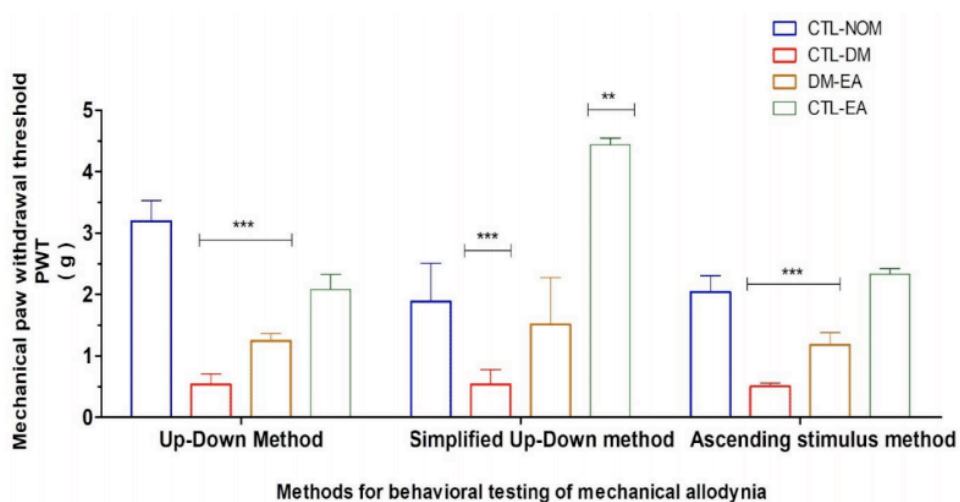 CTL-NOM
CTL-DM
DM-EA
CTL-EA
Mechanical paw withdrawal threshold
PWT
( g )
5
4
3
2
1
0
***
***
**
***
Up-Down Method
Simplified Up-Down method
Ascending stimulus method
Methods for behavioral testing of mechanical allodynia